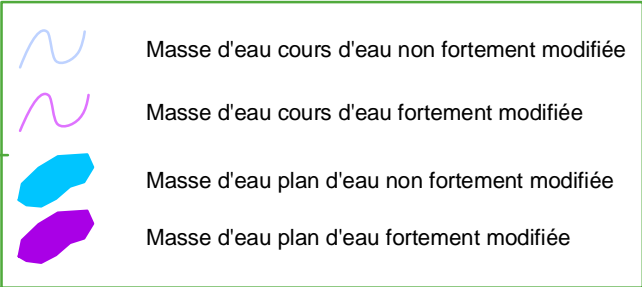 Masse d'eau cours d'eau non fortement modifiée
Masse d'eau cours d'eau fortement modifiée
Masse d'eau plan d'eau non fortement modifiée
Masse d'eau plan d'eau fortement modifiée